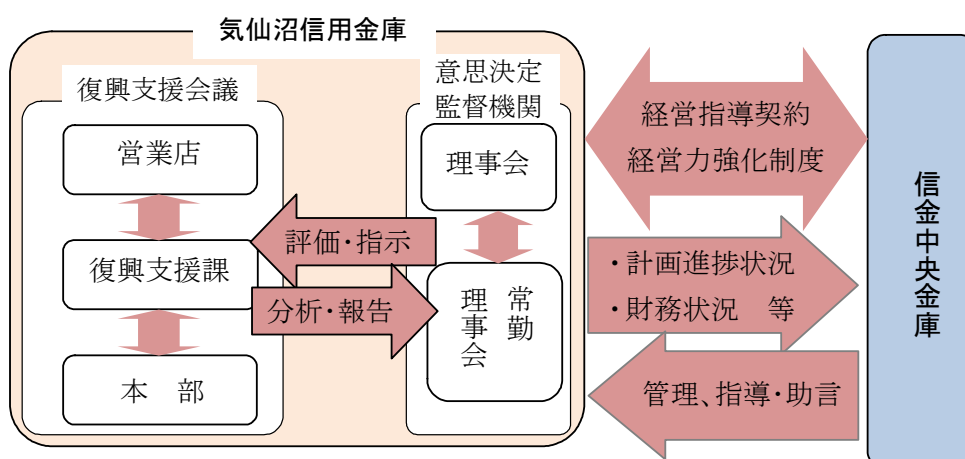 気仙沼信用金庫
復興支援会議
営業店
復興支援課
本　部
意思決定
監督機関
理事会
評価・指示
分析・報告
常勤
理事会
経営指導契約
経営力強化制度
・計画進捗状況
・財務状況　等
管理、指導・助言
信金中央金庫